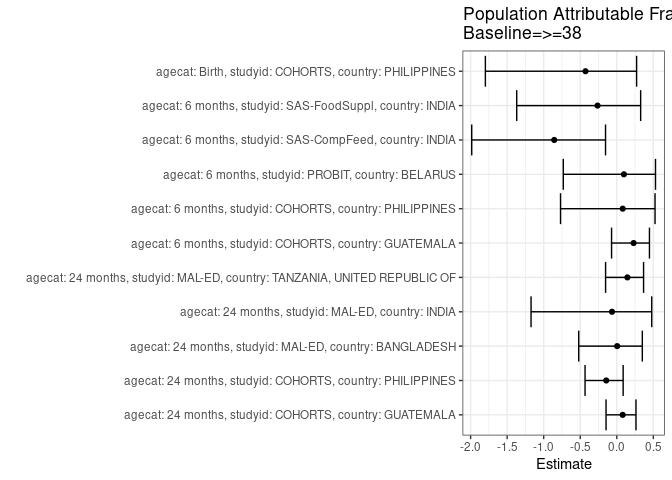 Population Attributable Fra
Baseline=>=38
agecat: Birth, studyid: COHORTS, country: PHILIPPINES
agecat: 6 months, studyid: SAS-FoodSuppl, country: INDIA
agecat: 6 months, studyid: SAS-CompFeed, country: INDIA
agecat: 6 months, studyid: PROBIT, country: BELARUS
agecat: 6 months, studyid: COHORTS, country: PHILIPPINES
agecat: 6 months, studyid: COHORTS, country: GUATEMALA
agecat: 24 months, studyid: MAL-ED, country: TANZANIA, UNITED REPUBLIC OF
agecat: 24 months, studyid: MAL-ED, country: INDIA
agecat: 24 months, studyid: MAL-ED, country: BANGLADESH
agecat: 24 months, studyid: COHORTS, country: PHILIPPINES
agecat: 24 months, studyid: COHORTS, country: GUATEMALA
-2.0 -1.5 -1.0 -0.5 0.0 0.5
Estimate